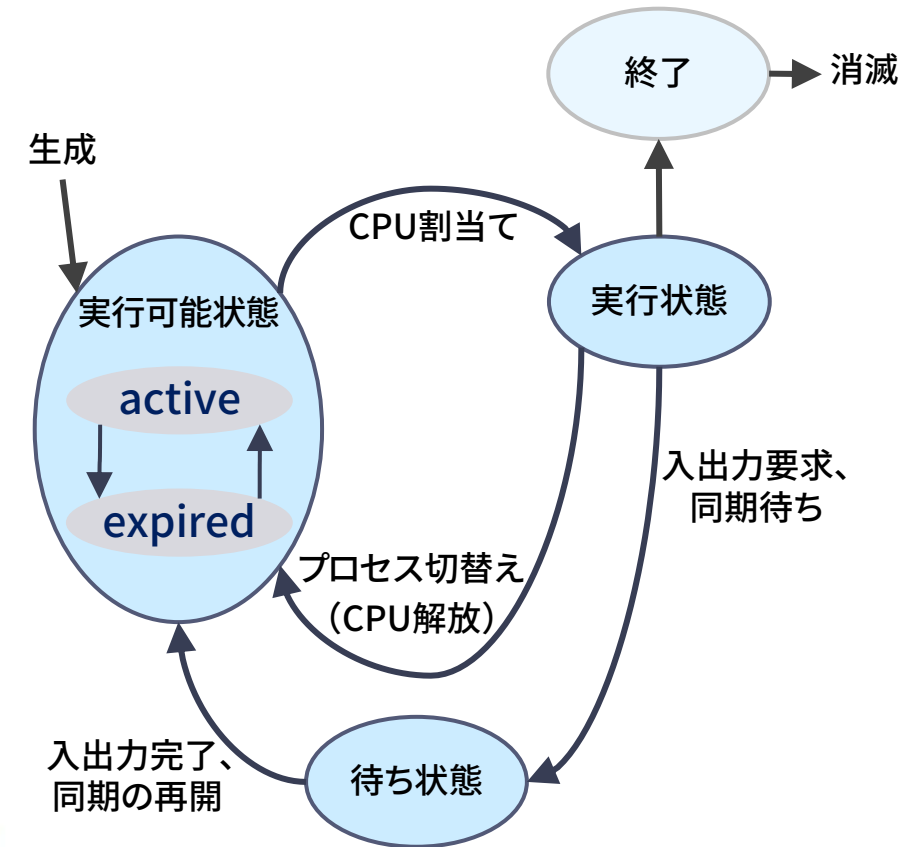 終了
消滅
生成
CPU割当て
実行可能状態
実行状態
active
expired
入出力要求、
同期待ち
プロセス切替え
（CPU解放）
入出力完了、
同期の再開
待ち状態